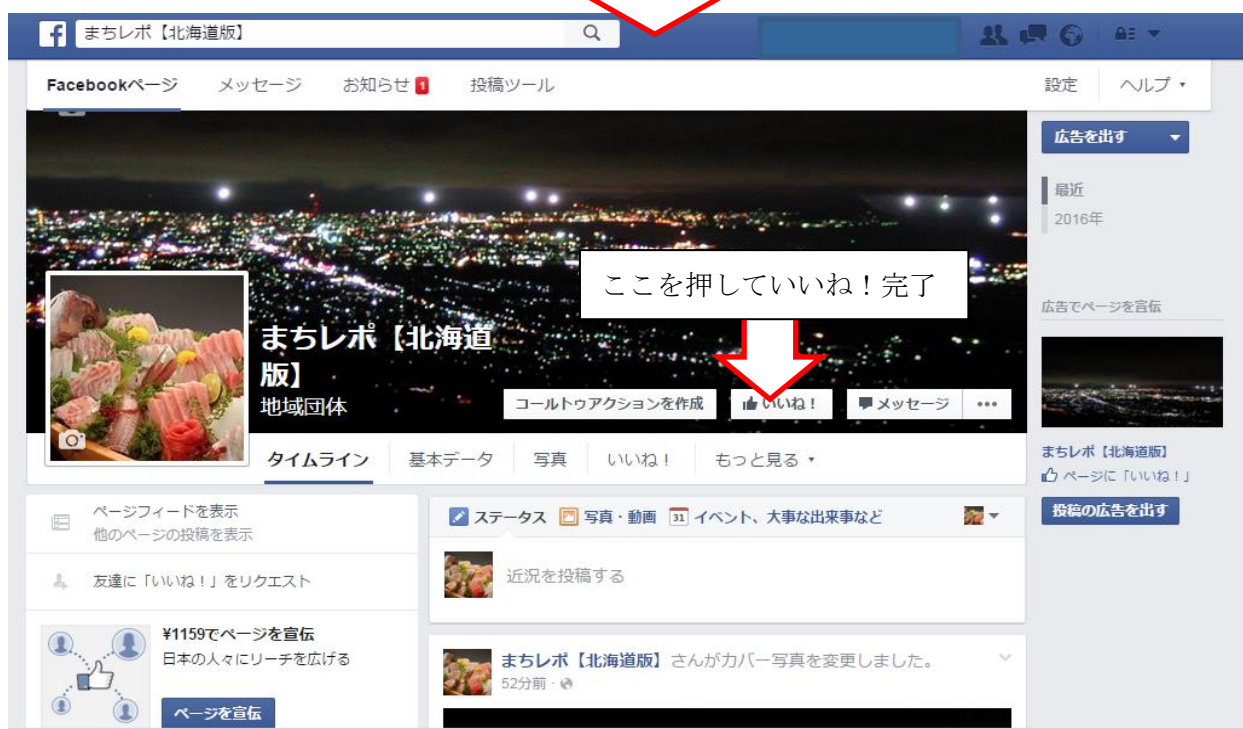 まちレポ【北海道版】
Facebookページ メッセージ お知らせ 1 投稿ツール 設定 ヘルプ
広告を出す
最近
2016年
ここを押していいね！完了
まちレポ【北海道
版】
地域団体
コールトゥアクションを作成 いいね！ メッセージ •••
タイムライン 基本データ 写真 いいね！ もっと見る
広告でページを宣伝
まちレポ【北海道版】
ページに「いいね！」
投稿の広告を出す
ページフィードを表示
他のページの投稿を表示
友達に「いいね！」をリクエスト
¥1159でページを宣伝
日本の人々にリーチを広げる
ページを宣伝
ステータス 写真・動画 31 イベント、大事な出来事など
近況を投稿する
まちレポ【北海道版】さんがカバー写真を変更しました。
52分前 ·